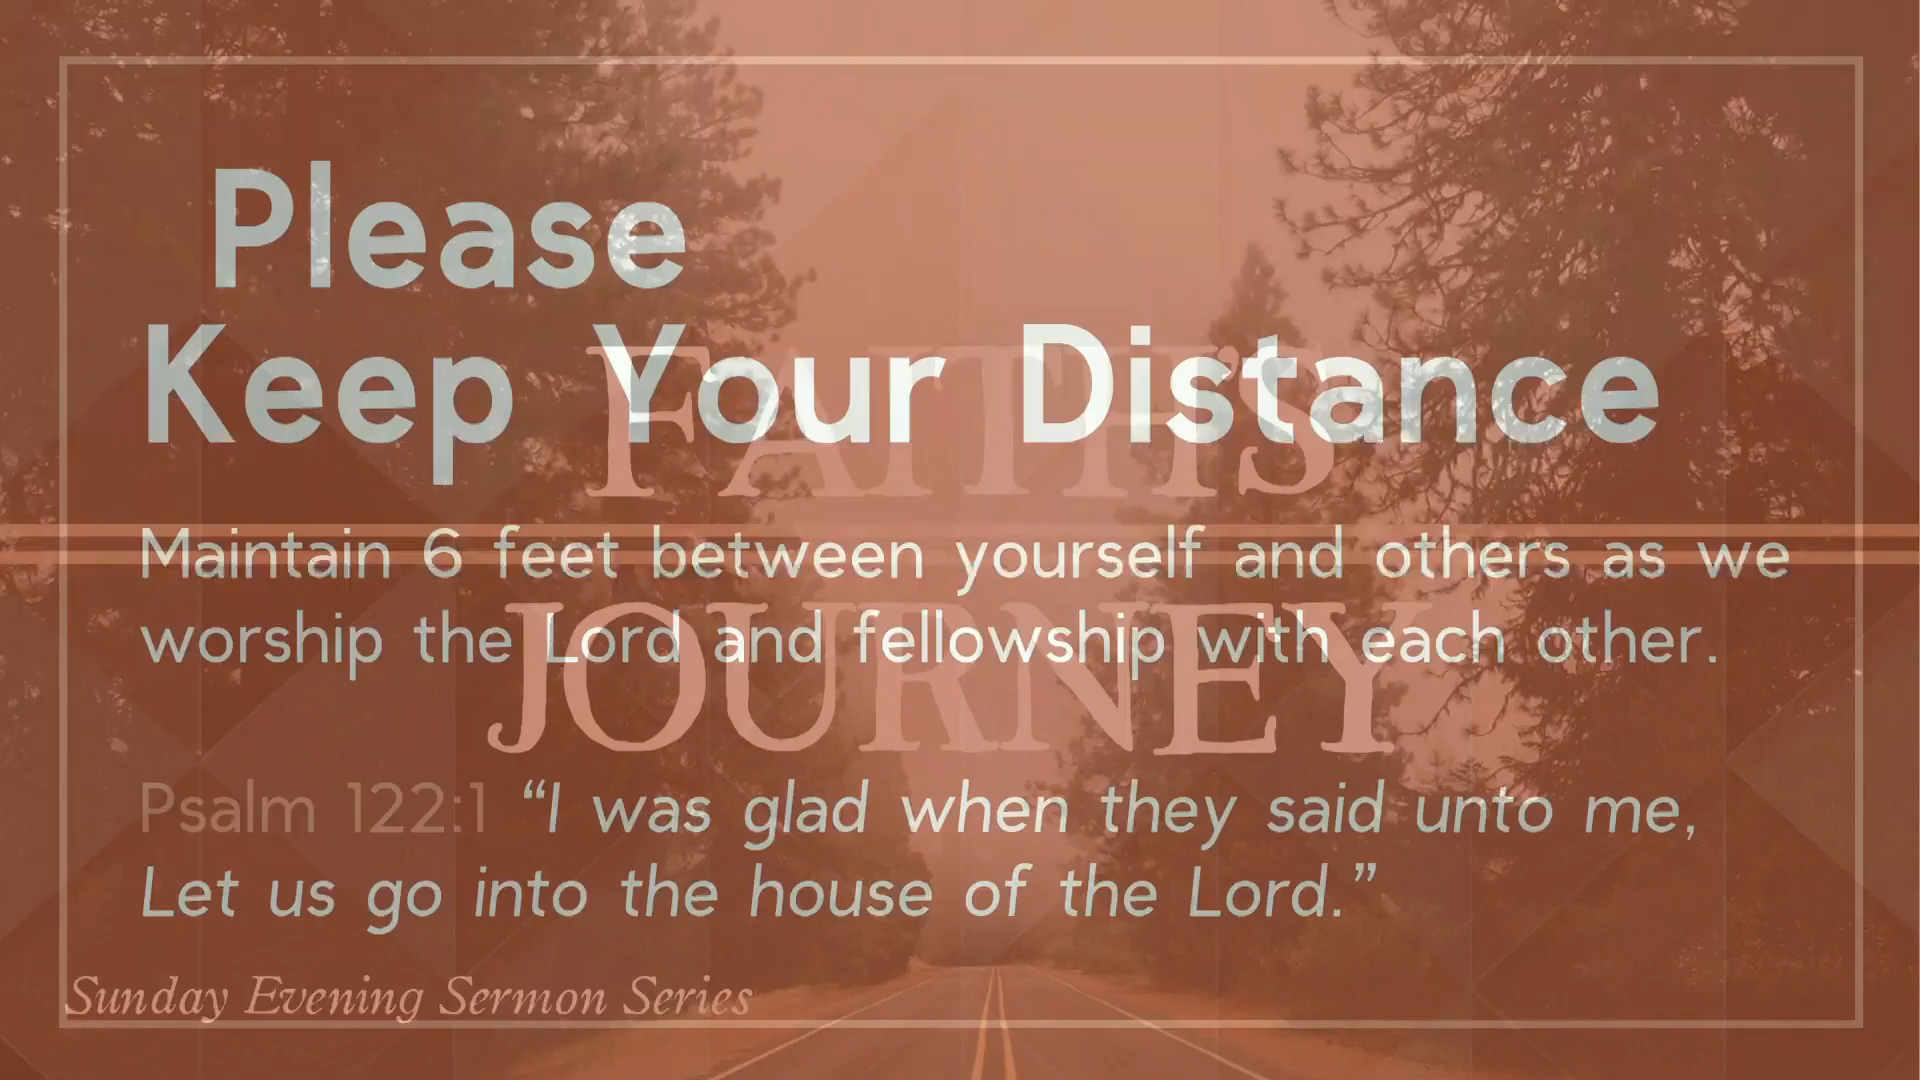 Please
Keep Your Distance
FAITH'S
Maintain 6 feet between yourself and others as we
worship the Lord and fellowship with each other.
JOURNEY
Psalm 122:1 “I was glad when they said unto me,
Let us go into the house of the Lord.”
Sunday Evening Sermon Series